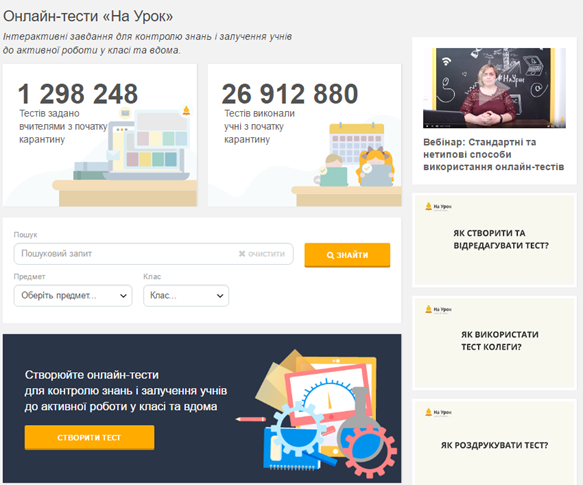 Онлайн-тести «На Урок»
Інтерактивні завдання для контролю знань і залучення учнів
до активної роботи у класі та вдома.
1 298 248
Тестів задано
вчителями з початку
карантину
26 912 880
Тестів виконали
учні з початку
карантину
Пошук
Пошуковий запит
× очистити
ЗНАЙТИ
Предмет
Клас
Оберіть предмет...
Клас...
Створюйте онлайн-тести
для контролю знань і залучення учнів
до активної роботи у класі та вдома
СТВОРИТИ ТЕСТ
#НаУрок
Вебінар: Стандартні та
нетипові способи
використання онлайн-тестів
На Урок
ЯК СТВОРИТИ ТА
ВІДРЕДАГУВАТИ ТЕСТ?
На Урок
ЯК ВИКОРИСТАТИ
ТЕСТ КОЛЕГИ?
На Урок
ЯК РОЗДРУКУВАТИ ТЕСТ?